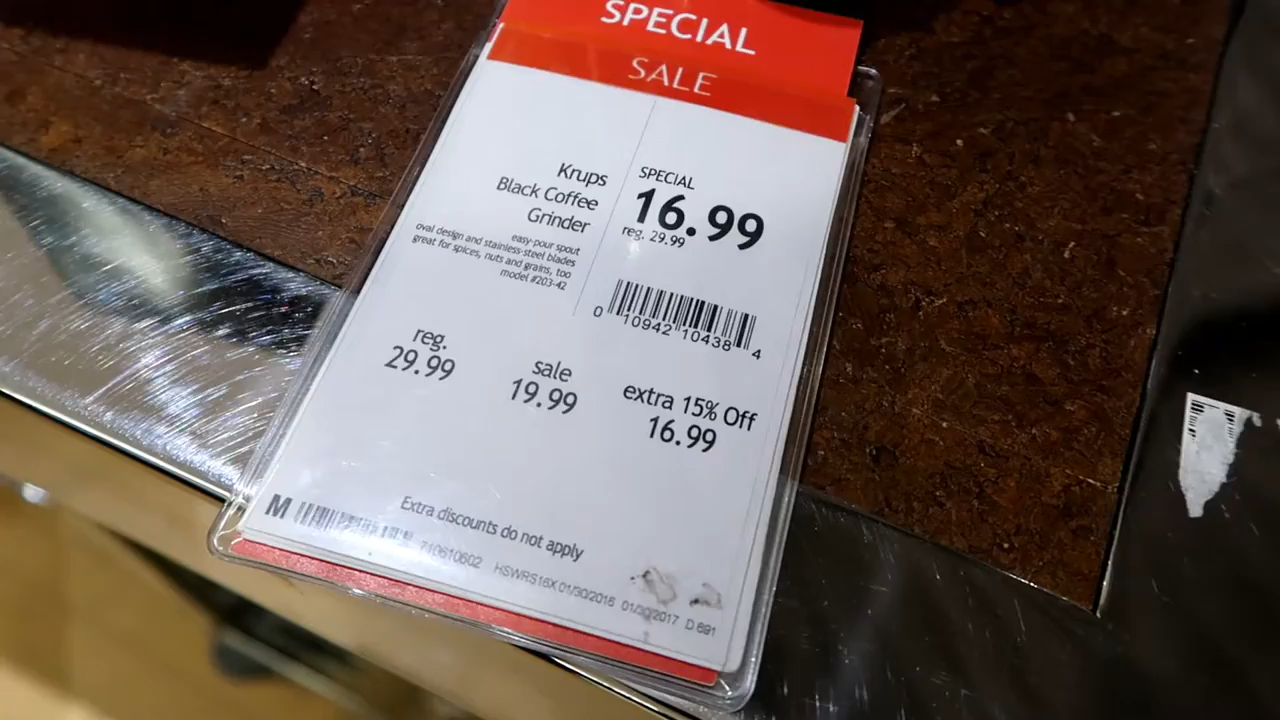 SPECIAL
SALE
Krups
Black Coffee
Grinder
easy-pour spout
oval design and stainless-steel blades
great for spices, nuts and grains, too
model #203-42
SPECIAL
16.99
reg. 29.99
0 10942 10438 4
reg.
29.99
sale
19.99
extra 15% Off
16.99
Extra discounts do not apply
M 710610602 HSWRS16X 01/30/2016 01/30/2017 D 691